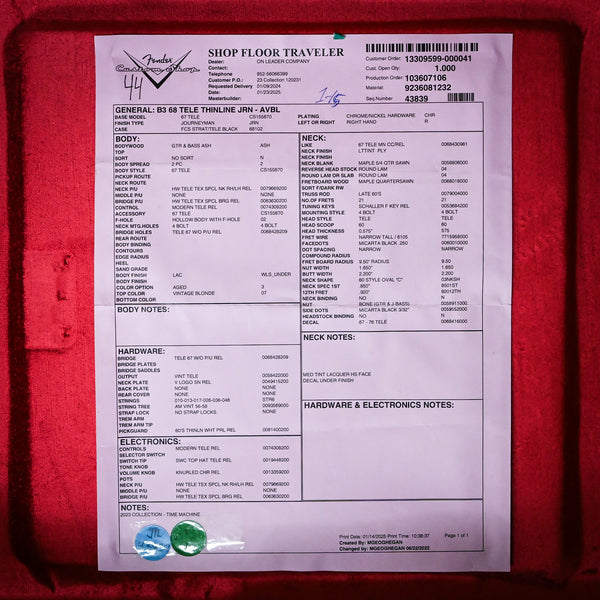 Fender
Custom Shop
44
SHOP FLOOR TRAVELER
Dealer: ON LEADER COMPANY
Contact:
Telephone 852-56066389
Customer P.O.: 23 Collection 120231
Requested Delivery 01/09/2024
Date: 01/23/2025
Masterbuilder:
Customer Order: 13309599-000041
Cust. Open Qty: 1.000
Production Order: 103607106
Material: 9236081232
Seq Number: 43839
GENERAL: B3 68 TELE THINLINE JRN - AVBL
BASE MODEL 67 TELE CS155670
FINISH TYPE JOURNEYMAN JRN
CASE FCS STRAT/TELE BLACK 68102
PLATING CHROME/NICKEL HARDWARE CHR
LEFT OR RIGHT RIGHT HAND R
BODY:
BODYWOOD GTR & BASS ASH ASH
TOP
SORT NO SORT N
BODY SPREAD 2 PC 2
BODY STYLE 67 TELE CS155670
PICKUP ROUTE
NECK ROUTE
NECK P/U HW TELE TEX SPCL NK RH/LH REL 0079669200
MIDDLE P/U NONE N
BRIDGE P/U HW TELE TEX SPCL BRG REL 0063630200
CONTROL MODERN TELE REL 0074308200
ACCESSORY 67 TELE CS155670
F-HOLE HOLLOW BODY WITH F-HOLE 02
NECK MTG.HOLES 4 BOLT 4 BOLT
BRIDGE HOLES TELE 67 W/O P/U REL 0068428209
REAR ROUTE
BODY BINDING
CONTOURS
EDGE RADIUS
HEEL
SAND GRADE
BODY FINISH LAC WLS_UNDER
BODY FINISH
COLOR OPTION AGED 3
TOP COLOR VINTAGE BLONDE 07
BOTTOM COLOR
BODY NOTES:
HARDWARE:
BRIDGE TELE 67 W/O P/U REL 0068428209
BRIDGE PLATES
BRIDGE SADDLES
OUTPUT VINT TELE 0058422000
NECK PLATE V LOGO SN REL 0049415200
BACK PLATE NONE NONE
REAR COVER NONE NONE
STRINGS 010-013-017-026-036-046 STR6
STRING TREE AM VINT 56-58 0093569000
STRAP LOCK NO STRAP LOCKS N
TREM ARM
TREM ARM TIP
PICKGUARD 60'S THINLN WHT PRL REL 0081400200
ELECTRONICS:
CONTROLS MODERN TELE REL 0074308200
SELECTOR SWITCH
SWITCH TIP SWC TOP HAT TELE REL 0019448200
TONE KNOB
VOLUME KNOB KNURLED CHR REL 0013359200
POTS
NECK P/U HW TELE TEX SPCL NK RH/LH REL 0079669200
MIDDLE P/U NONE N
BRIDGE P/U HW TELE TEX SPCL BRG REL 0063630200
NECK:
LIKE 67 TELE MN CC/REL 0068430961
NECK FINISH LTTINT PLY
NECK FINISH
NECK BLANK MAPLE 5/4 QTR SAWN 0058908000
REVERSE HEAD STOCK ROUND LAM 04
ROUND LAM OR SLAB ROUND LAM 04
FRETBOARD WOOD MAPLE QUARTERSAWN 0068018000
SORT F/DARK RW
TRUSS ROD LATE 60'S 0079004000
NO.OF FRETS 21 21
TUNING KEYS SCHALLER F KEY REL 0053684200
MOUNTING STYLE 4 BOLT 4 BOLT
HEAD STYLE TELE TELE
HEAD SCOOP 60 60
HEAD THICKNESS 0.575" 575
FRET WIRE NARROW TALL / 6105 7715968000
FACEDOTS MICARTA BLACK .250 0060010000
DOT SPACING NARROW NARROW
COMPOUND RADIUS
FRET BOARD RADIUS 9.50" RADIUS 9.50
NUT WIDTH 1.650" 1.650
BUTT WIDTH 2.200" 2.200
NECK SHAPE 60 STYLE OVAL "C" 03NKSH
NECK SPEC 1ST .850" 8501ST
12TH FRET .920" 92012TH
NECK BINDING NO N
NUT BONE (GTR & J-BASS) 0058911000
SIDE DOTS MICARTA BLACK 3/32" 0059552000
HEADSTOCK BINDING NO N
DECAL 67 - 76 TELE 0068416000
NECK NOTES:
MED TINT LACQUER HS FACE
DECAL UNDER FINISH
HARDWARE & ELECTRONICS NOTES:
NOTES:
2023 COLLECTION - TIME MACHINE
Print Date: 01/14/2025 Print Time: 10:36:37 Page 1 of 1
Created By: MGEOGHEGAN
Changed by: MGEOGHEGAN 06/22/2022